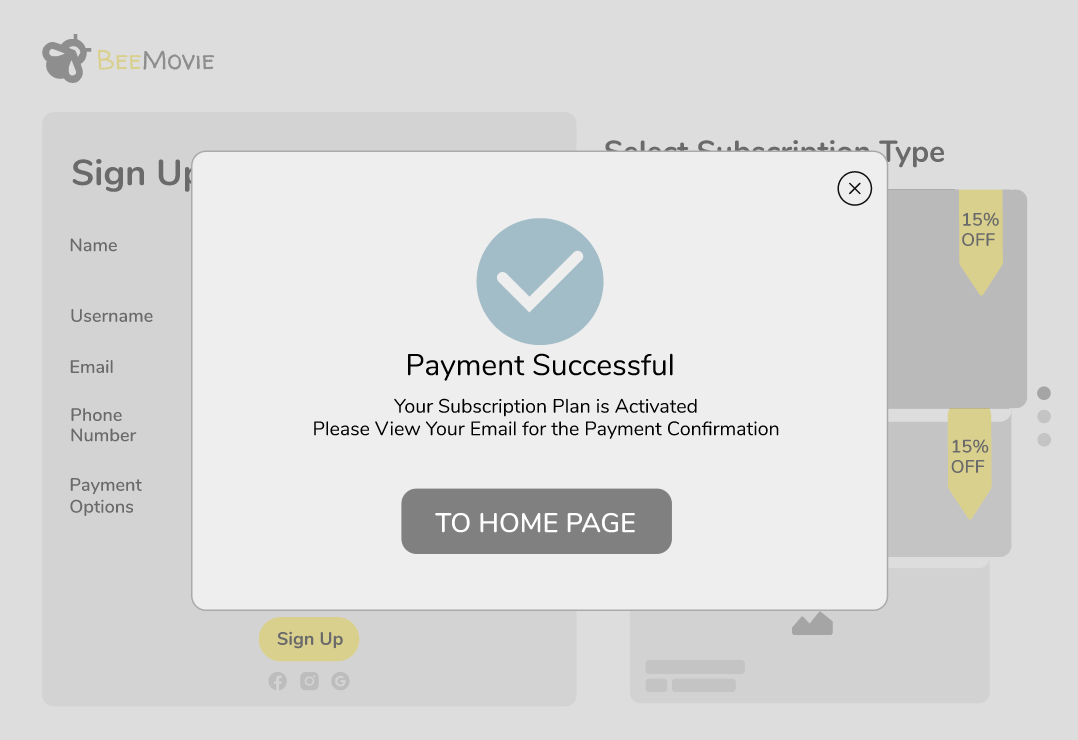 BEEMOVIE
Sign Up
Name
Username
Email
Phone
Number
Payment
Options
Sign Up
Select Subscription Type
15%
OFF
15%
OFF
Payment Successful
Your Subscription Plan is Activated
Please View Your Email for the Payment Confirmation
TO HOME PAGE